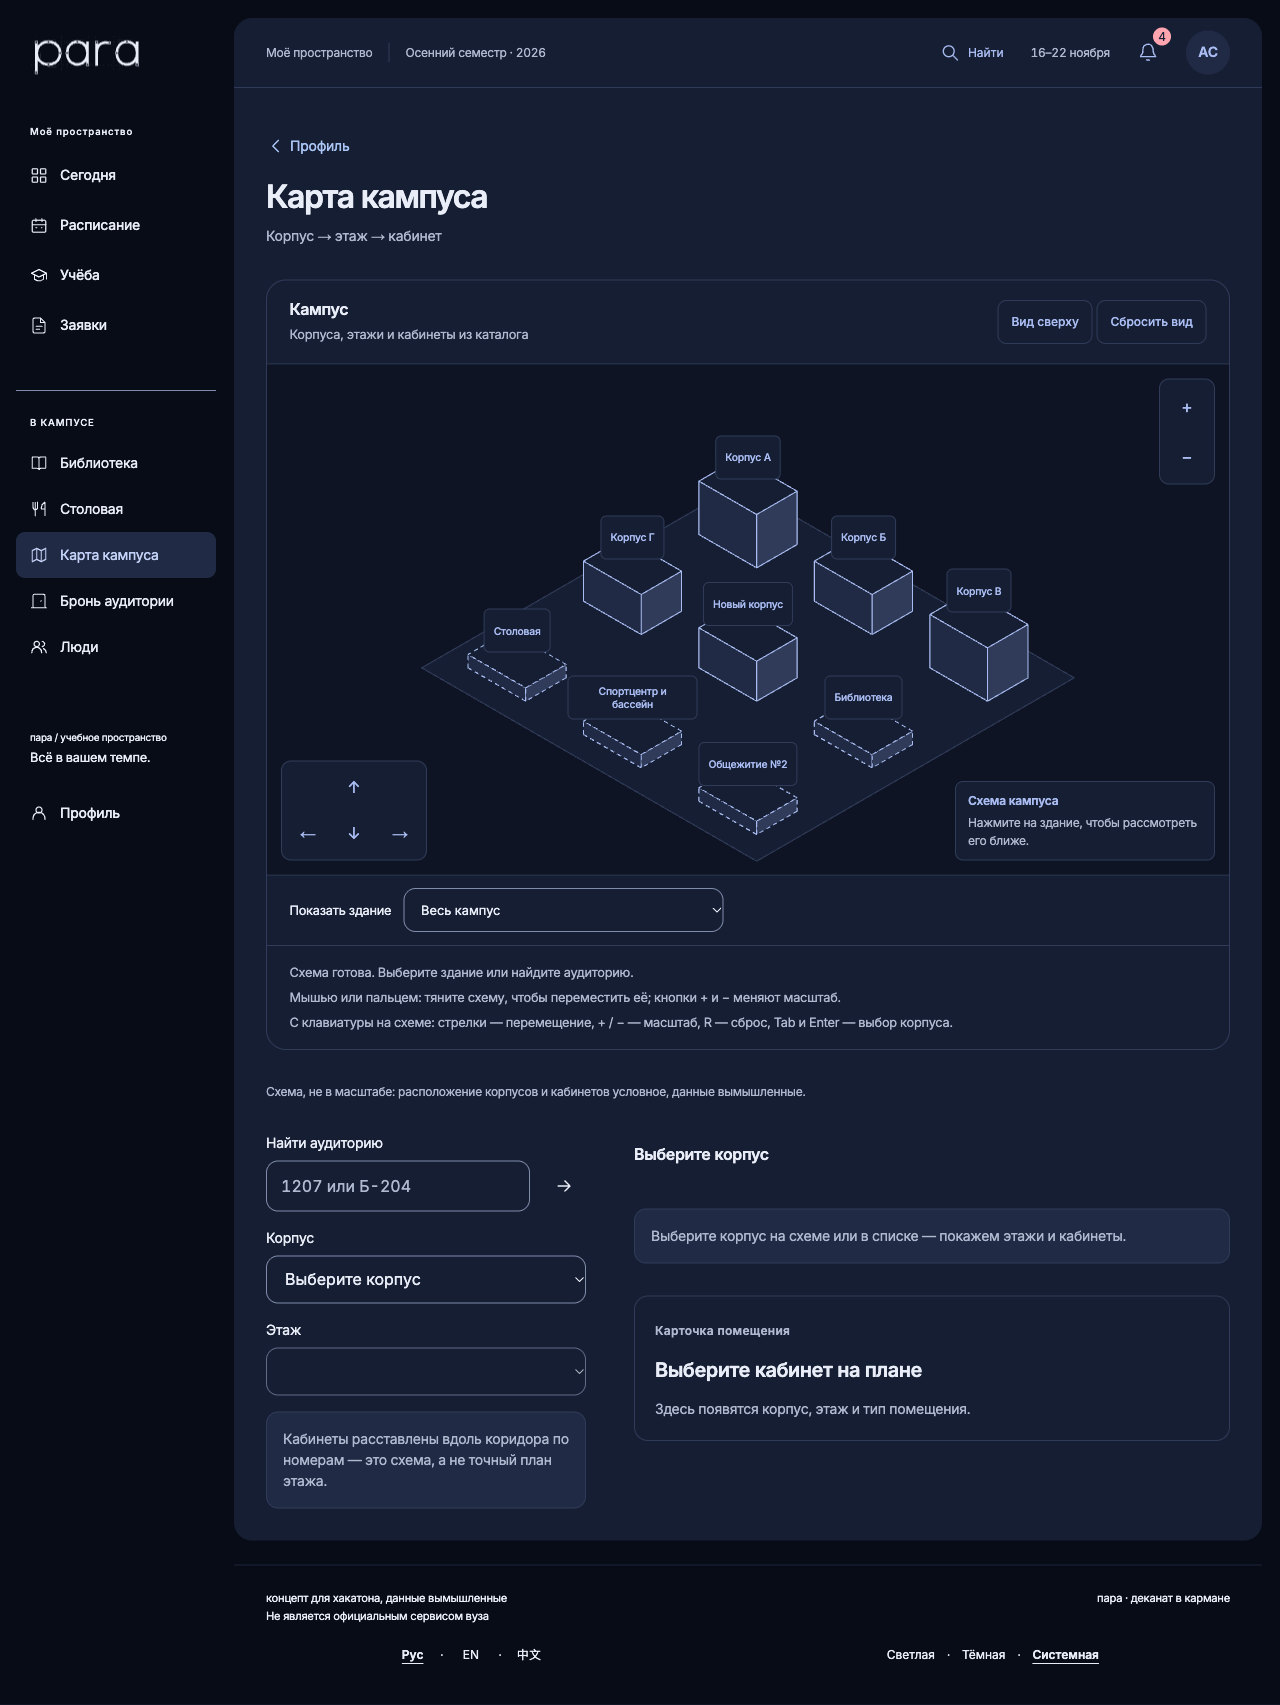 para
Моё пространство
Сегодня
Расписание
Учёба
Заявки
В КАМПУСЕ
Библиотека
Столовая
Карта кампуса
Бронь аудитории
Люди
пара / учебное пространство
Всё в вашем темпе.
Профиль
Моё пространство
Осенний семестр · 2026
Найти
16–22 ноября
4
АС
Профиль
Карта кампуса
Корпус → этаж → кабинет
Кампус
Корпуса, этажи и кабинеты из каталога
Вид сверху
Сбросить вид
+
−
Корпус А
Корпус Г
Корпус Б
Корпус В
Новый корпус
Столовая
Спортцентр и
бассейн
Библиотека
Общежитие №2
↑
← ↓ →
Схема кампуса
Нажмите на здание, чтобы рассмотреть
его ближе.
Показать здание
Весь кампус
Схема готова. Выберите здание или найдите аудиторию.
Мышью или пальцем: тяните схему, чтобы переместить её; кнопки + и − меняют масштаб.
С клавиатуры на схеме: стрелки — перемещение, + / − — масштаб, R — сброс, Tab и Enter — выбор корпуса.
Схема, не в масштабе: расположение корпусов и кабинетов условное, данные вымышленные.
Найти аудиторию
1207 или Б-204
→
Корпус
Выберите корпус
Этаж
Кабинеты расставлены вдоль коридора по
номерам — это схема, а не точный план
этажа.
Выберите корпус
Выберите корпус на схеме или в списке — покажем этажи и кабинеты.
Карточка помещения
Выберите кабинет на плане
Здесь появятся корпус, этаж и тип помещения.
концепт для хакатона, данные вымышленные
Не является официальным сервисом вуза
пара · деканат в кармане
Рус · EN · 中文
Светлая · Тёмная · Системная